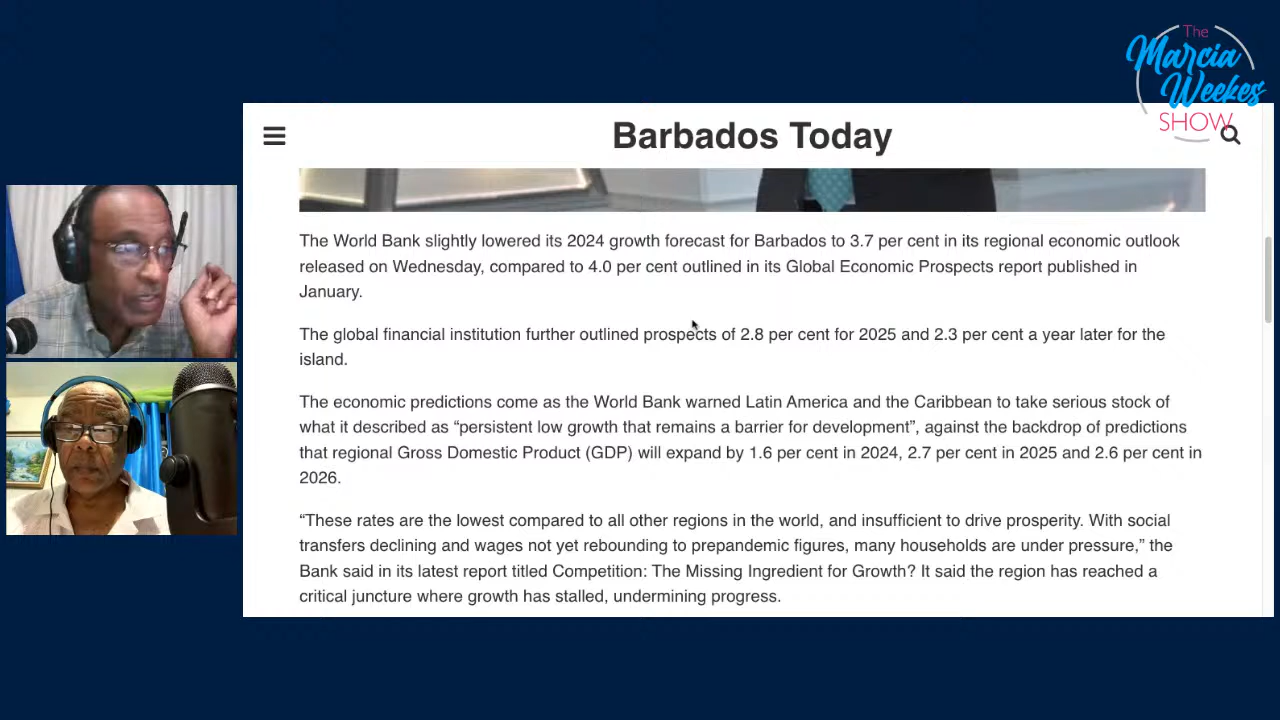 The
Marcia
Weekes
SHOW
Barbados Today
The World Bank slightly lowered its 2024 growth forecast for Barbados to 3.7 per cent in its regional economic outlook
released on Wednesday, compared to 4.0 per cent outlined in its Global Economic Prospects report published in
January.
The global financial institution further outlined prospects of 2.8 per cent for 2025 and 2.3 per cent a year later for the
island.
The economic predictions come as the World Bank warned Latin America and the Caribbean to take serious stock of
what it described as “persistent low growth that remains a barrier for development”, against the backdrop of predictions
that regional Gross Domestic Product (GDP) will expand by 1.6 per cent in 2024, 2.7 per cent in 2025 and 2.6 per cent in
2026.
“These rates are the lowest compared to all other regions in the world, and insufficient to drive prosperity. With social
transfers declining and wages not yet rebounding to prepandemic figures, many households are under pressure,” the
Bank said in its latest report titled Competition: The Missing Ingredient for Growth? It said the region has reached a
critical juncture where growth has stalled, undermining progress.